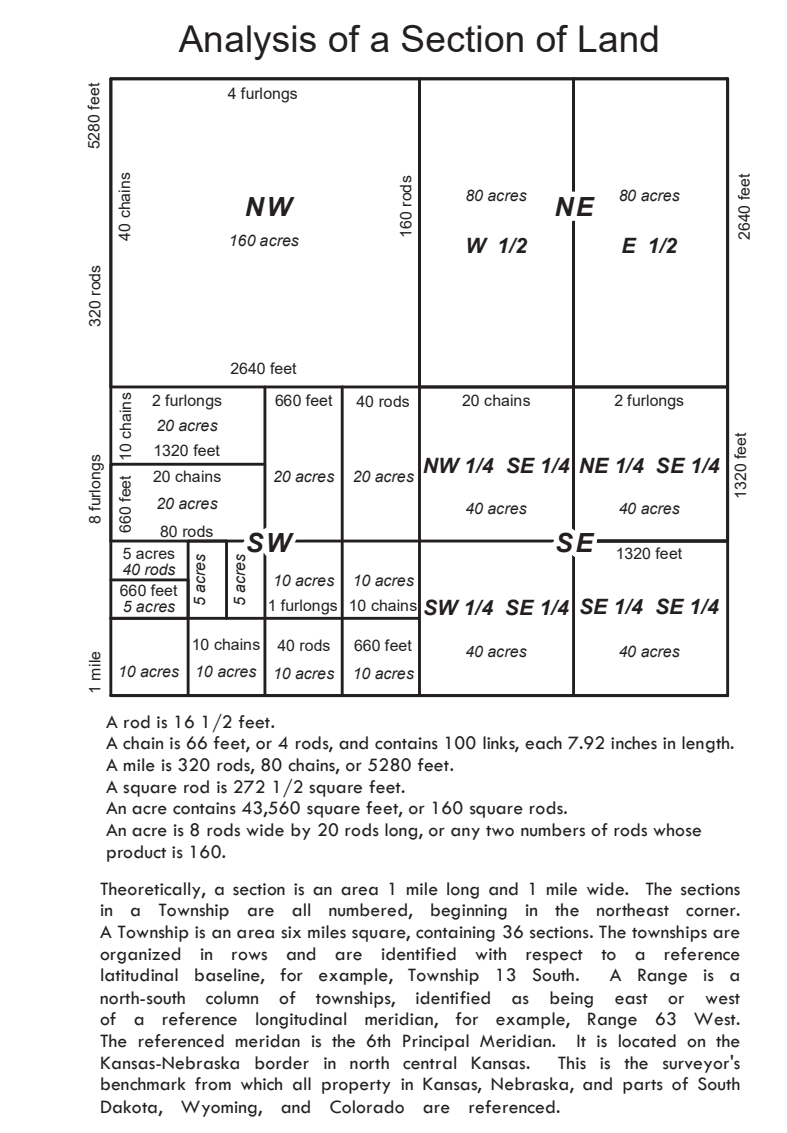 Analysis of a Section of Land
5280 feet
320 rods
8 furlongs
1 mile
4 furlongs
40 chains
NW
160 acres
160 rods
2640 feet
80 acres
W 1/2
NE
80 acres
E 1/2
2640 feet
10 chains
2 furlongs
20 acres
1320 feet
660 feet
20 chains
20 acres
80 rods
660 feet
20 acres
40 rods
20 acres
SW
5 acres
40 rods
660 feet
5 acres
5 acres
5 acres
10 acres
1 furlongs
10 acres
10 chains
10 acres
10 chains
10 acres
40 rods
10 acres
660 feet
10 acres
20 chains
NW 1/4 SE 1/4
40 acres
2 furlongs
NE 1/4 SE 1/4
40 acres
1320 feet
SE
1320 feet
SW 1/4 SE 1/4
40 acres
SE 1/4 SE 1/4
40 acres
A rod is 16 1/2 feet.
A chain is 66 feet, or 4 rods, and contains 100 links, each 7.92 inches in length.
A mile is 320 rods, 80 chains, or 5280 feet.
A square rod is 272 1/2 square feet.
An acre contains 43,560 square feet, or 160 square rods.
An acre is 8 rods wide by 20 rods long, or any two numbers of rods whose
product is 160.
Theoretically, a section is an area 1 mile long and 1 mile wide. The sections
in a Township are all numbered, beginning in the northeast corner.
A Township is an area six miles square, containing 36 sections. The townships are
organized in rows and are identified with respect to a reference
latitudinal baseline, for example, Township 13 South. A Range is a
north-south column of townships, identified as being east or west
of a reference longitudinal meridian, for example, Range 63 West.
The referenced meridan is the 6th Principal Meridian. It is located on the
Kansas-Nebraska border in north central Kansas. This is the surveyor's
benchmark from which all property in Kansas, Nebraska, and parts of South
Dakota, Wyoming, and Colorado are referenced.